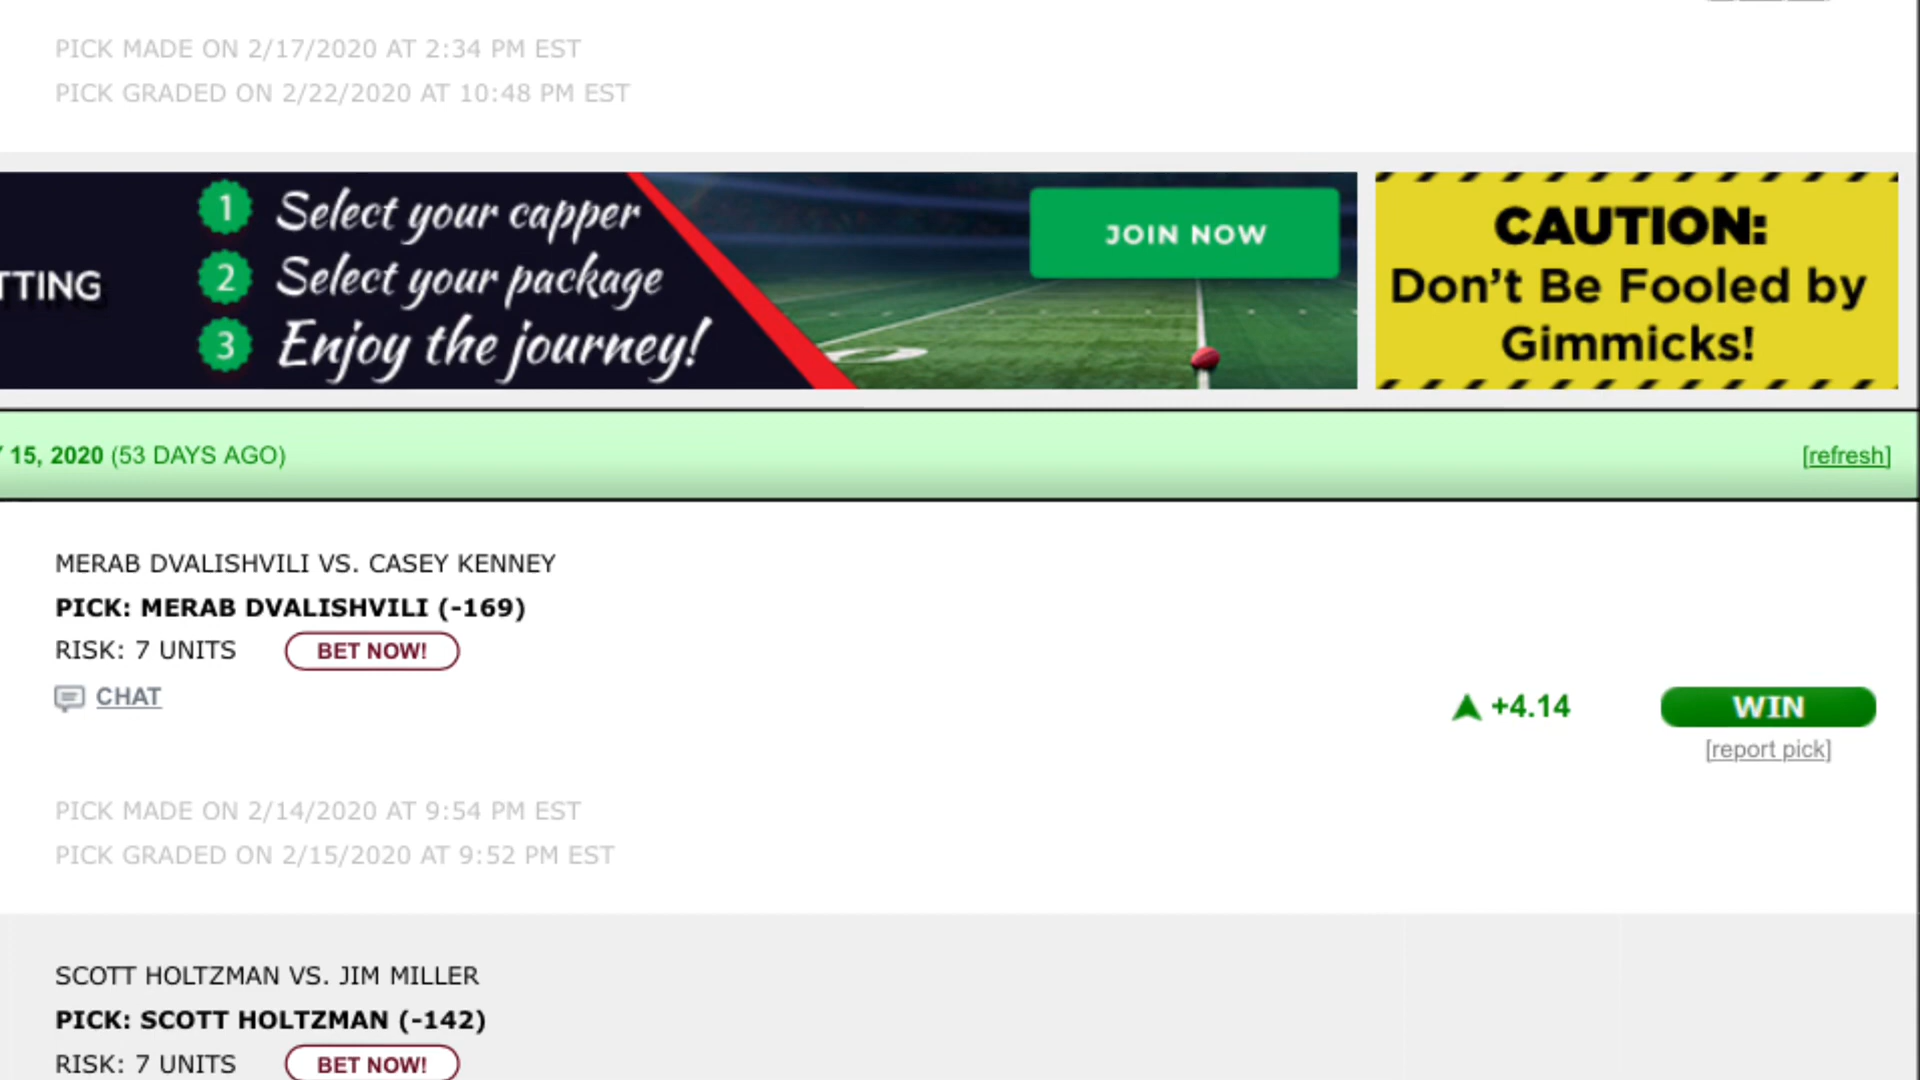 PICK MADE ON 2/17/2020 AT 2:34 PM EST
PICK GRADED ON 2/22/2020 AT 10:48 PM EST
TTING
1 Select your capper
2 Select your package
3 Enjoy the journey!
JOIN NOW
CAUTION:
Don't Be Fooled by
Gimmicks!
15, 2020 (53 DAYS AGO)
[refresh]
MERAB DVALISHVILI VS. CASEY KENNEY
PICK: MERAB DVALISHVILI (-169)
RISK: 7 UNITS BET NOW!
CHAT
+4.14 WIN
[report pick]
PICK MADE ON 2/14/2020 AT 9:54 PM EST
PICK GRADED ON 2/15/2020 AT 9:52 PM EST
SCOTT HOLTZMAN VS. JIM MILLER
PICK: SCOTT HOLTZMAN (-142)
RISK: 7 UNITS BET NOW!